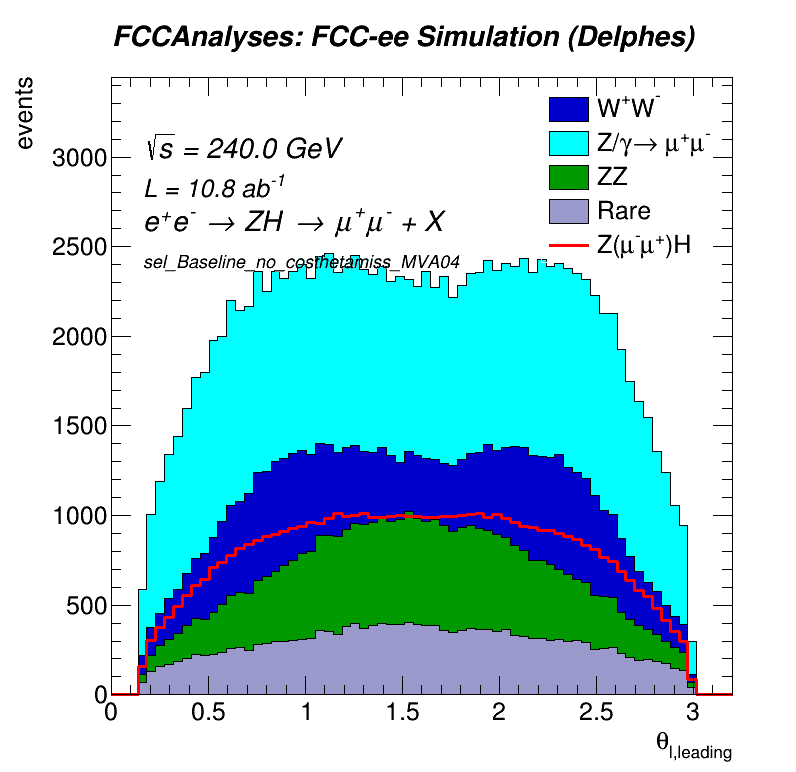 FCCAnalyses: FCC-ee Simulation (Delphes)
events
√s = 240.0 GeV
L = 10.8 ab⁻¹
e⁺e⁻ → ZH → μ⁺μ⁻ + X
sel_Baseline_no_costhetamiss_MVA04
W⁺W⁻
Z/γ→ μ⁺μ⁻
ZZ
Rare
Z(μ⁻μ⁺)H
3000
2500
2000
1500
1000
500
0
0 0.5 1 1.5 2 2.5 3
θl,leading